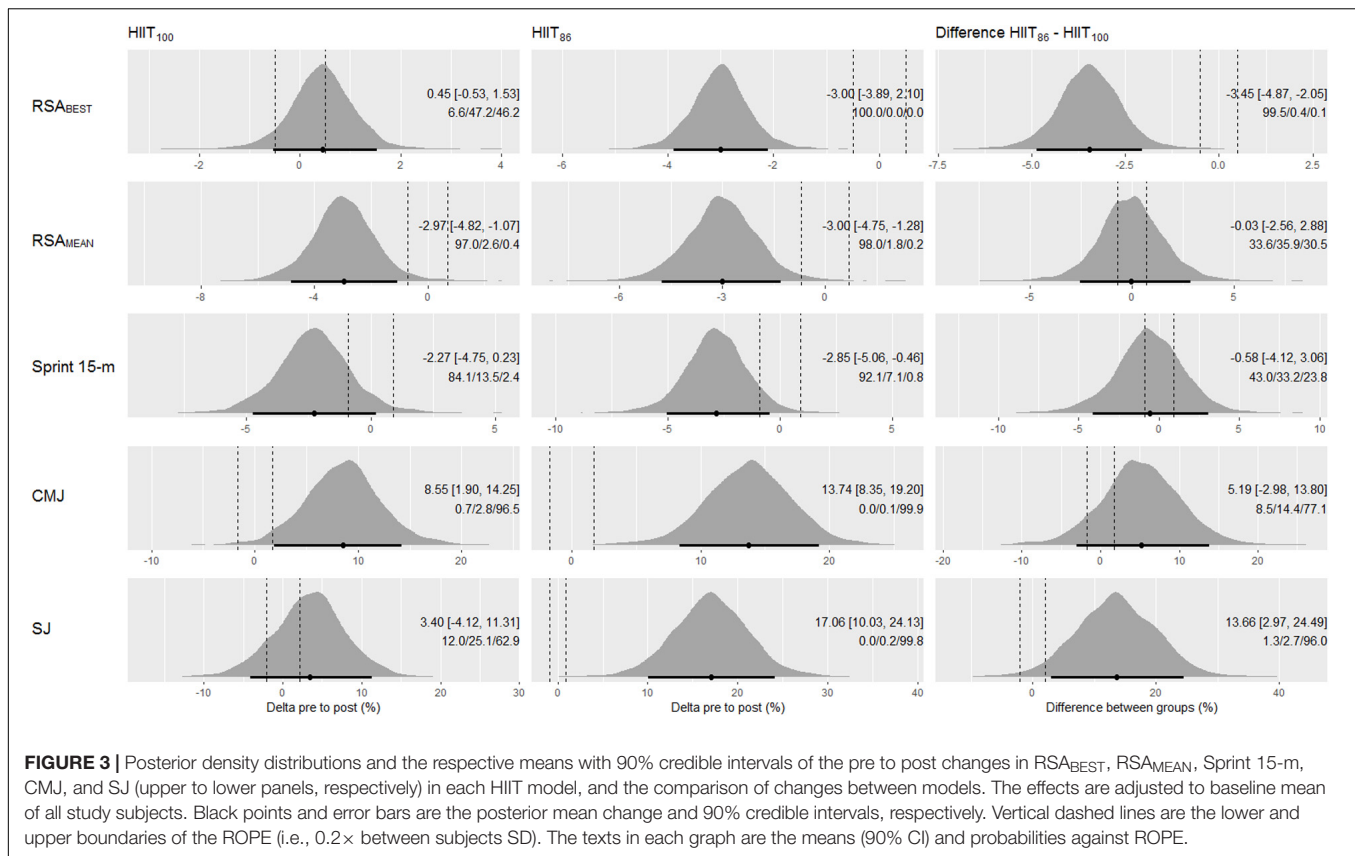 HIIT100 HIIT86 Difference HIIT86 - HIIT100
RSABEST
0.45 [-0.53, 1.53]
6.6/47.2/46.2
-2 0 2 4
-3.00 [-3.89, 2.10]
100.0/0.0/0.0
-6 -4 -2 0
-3.45 [-4.87, -2.05]
99.5/0.4/0.1
-7.5 -5.0 -2.5 0.0 2.5
RSAMEAN
-2.97 [-4.82, -1.07]
97.0/2.6/0.4
-8 -4 0
-3.00 [-4.75, -1.28]
98.0/1.8/0.2
-6 -3 0
-0.03 [-2.56, 2.88]
33.6/35.9/30.5
-5 0 5
Sprint 15-m
-2.27 [-4.75, 0.23]
84.1/13.5/2.4
-5 0 5
-2.85 [-5.06, -0.46]
92.1/7.1/0.8
-10 -5 0 5
-0.58 [-4.12, 3.06]
43.0/33.2/23.8
-10 -5 0 5 10
CMJ
8.55 [1.90, 14.25]
0.7/2.8/96.5
-10 0 10 20
13.74 [8.35, 19.20]
0.0/0.1/99.9
0 10 20
5.19 [-2.98, 13.80]
8.5/14.4/77.1
-20 -10 0 10 20
SJ
3.40 [-4.12, 11.31]
12.0/25.1/62.9
-10 0 10 20 30
Delta pre to post (%)
17.06 [10.03, 24.13]
0.0/0.2/99.8
0 10 20 30 40
Delta pre to post (%)
13.66 [2.97, 24.49]
1.3/2.7/96.0
0 20 40
Difference between groups (%)
FIGURE 3 | Posterior density distributions and the respective means with 90% credible intervals of the pre to post changes in RSABEST, RSAMEAN, Sprint 15-m,
CMJ, and SJ (upper to lower panels, respectively) in each HIIT model, and the comparison of changes between models. The effects are adjusted to baseline mean
of all study subjects. Black points and error bars are the posterior mean change and 90% credible intervals, respectively. Vertical dashed lines are the lower and
upper boundaries of the ROPE (i.e., 0.2× between subjects SD). The texts in each graph are the means (90% CI) and probabilities against ROPE.